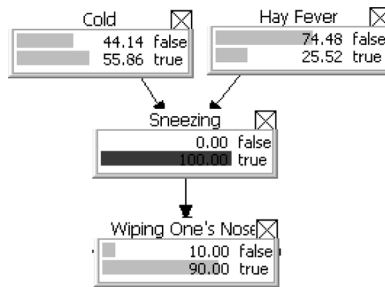 Cold
44.14 false
55.86 true
Hay Fever
74.48 false
25.52 true
Sneezing
0.00 false
100.00 true
Wiping One's Nose
10.00 false
90.00 true